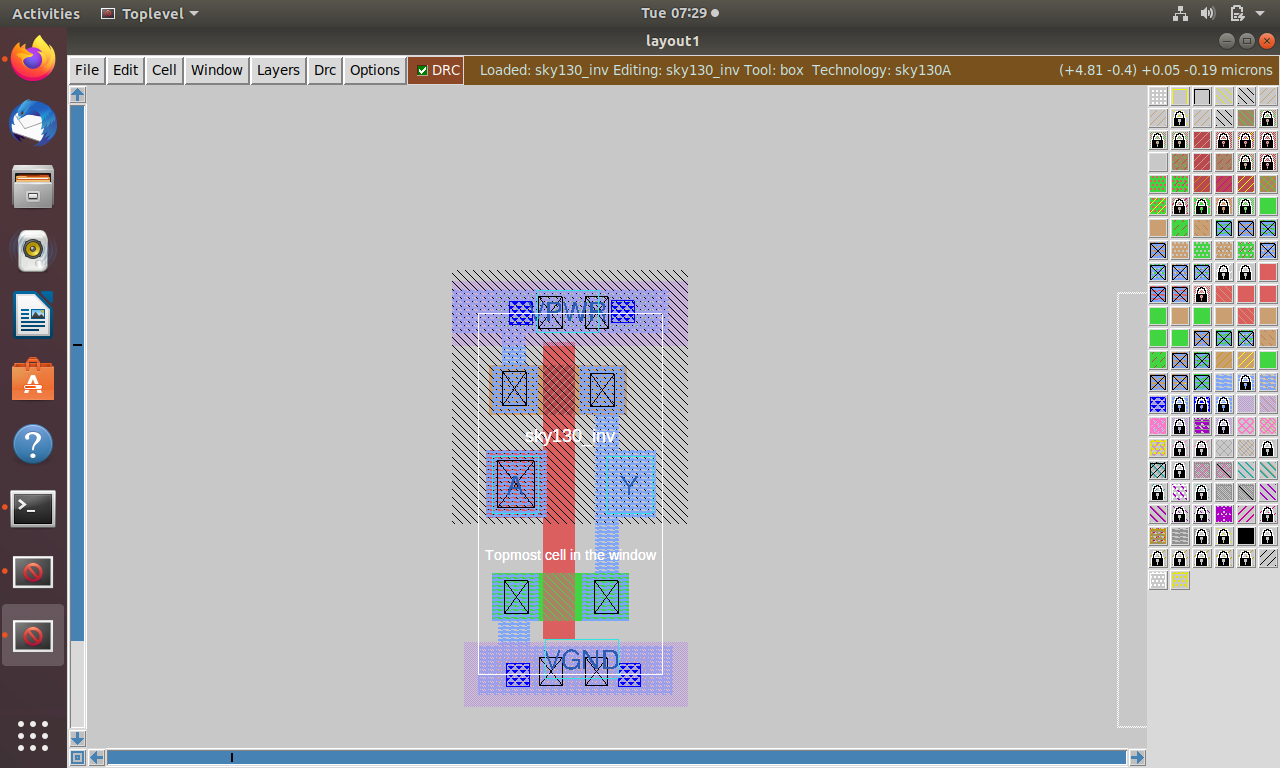 Activities Toplevel Tue 07:29
layout1
File Edit Cell Window Layers Drc Options DRC Loaded: sky130_inv Editing: sky130_inv Tool: box Technology: sky130A (+4.81 -0.4) +0.05 -0.19 microns
VPWR
sky130_inv
A Y
Topmost cell in the window
VGND